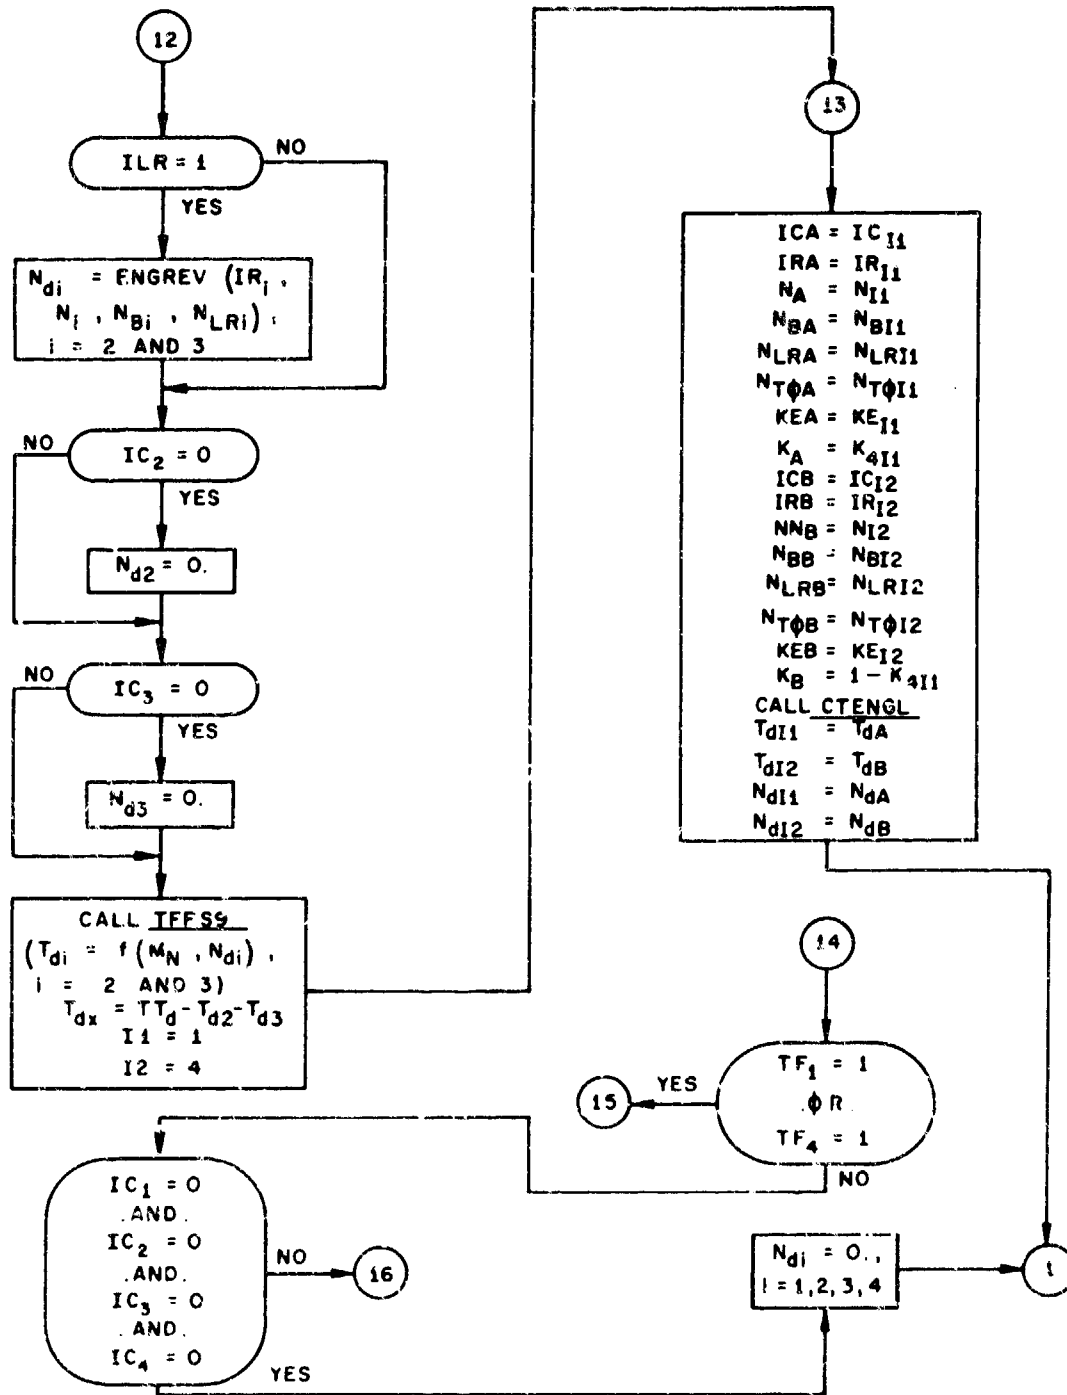 12
ILR = 1
NO
YES
N_di = ENGREV (IR_i ,
N_i , N_Bi , N_LRi) ,
i = 2 AND 3
NO
IC_2 = 0
YES
N_d2 = 0.
NO
IC_3 = 0
YES
N_d3 = 0.
CALL TFFS9
(T_di = f (M_N , N_di) ,
i = 2 AND 3)
T_dx = TT_d - T_d2 - T_d3
I1 = 1
I2 = 4
13
ICA = IC_I1
IRA = IR_I1
N_A = N_I1
N_BA = N_BI1
N_LRA = N_LRI1
N_TϕA = N_TϕI1
KEA = KE_I1
K_A = K_4I1
ICB = IC_I2
IRB = IR_I2
NN_B = N_I2
N_BB = N_BI2
N_LRB = N_LRI2
N_TϕB = N_TϕI2
KEB = KE_I2
K_B = 1 - K_4I1
CALL CTENGL
T_dI1 = T_dA
T_dI2 = T_dB
N_dI1 = N_dA
N_dI2 = N_dB
14
TF_1 = 1
.ϕR.
TF_4 = 1
YES
15
NO
IC_1 = 0
.AND.
IC_2 = 0
.AND.
IC_3 = 0
.AND.
IC_4 = 0
NO
16
YES
N_di = 0. ,
i = 1,2,3,4
1